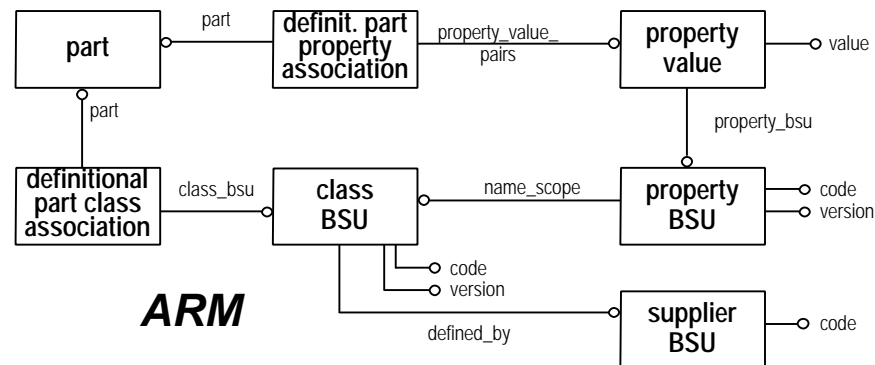 part
part
definit. part
property
association
property_value_
pairs
property
value
value
part
property_bsu
definitional
part class
association
class_bsu
class
BSU
name_scope
property
BSU
code
version
code
version
ARM
defined_by
supplier
BSU
code